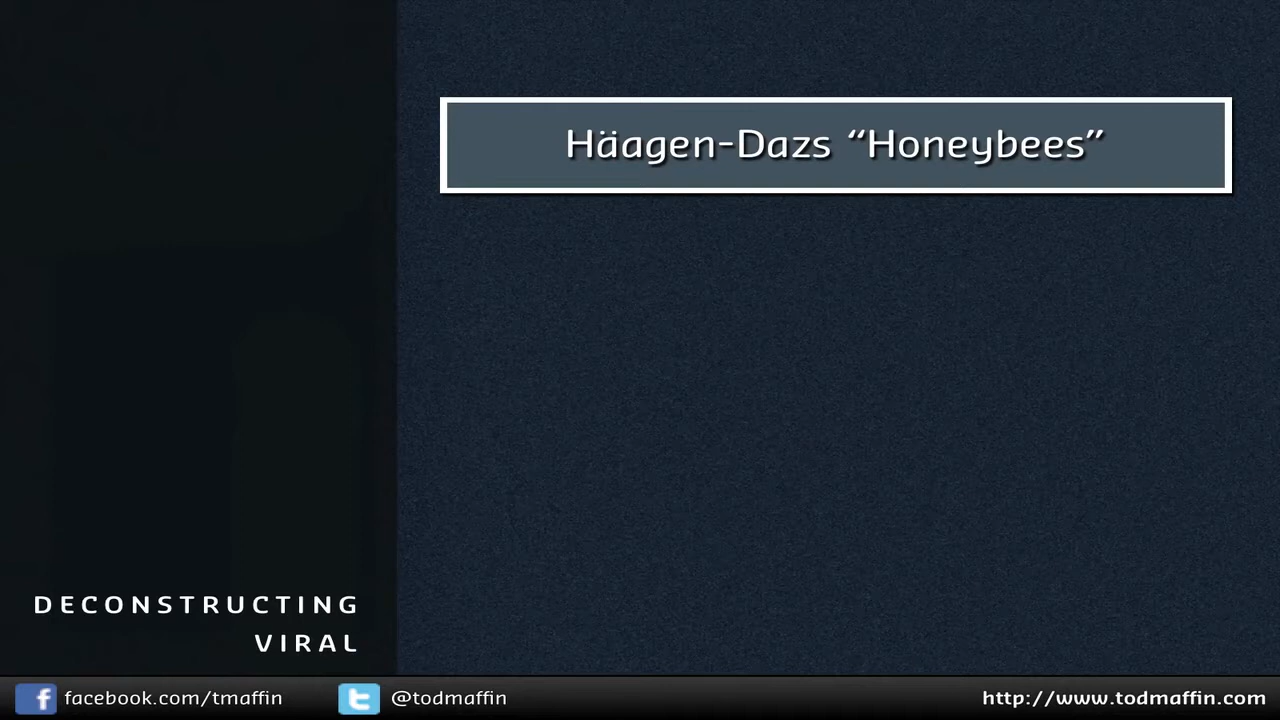 Häagen-Dazs “Honeybees”
DECONSTRUCTING
VIRAL
facebook.com/tmaffin
@todmaffin
http://www.todmaffin.com